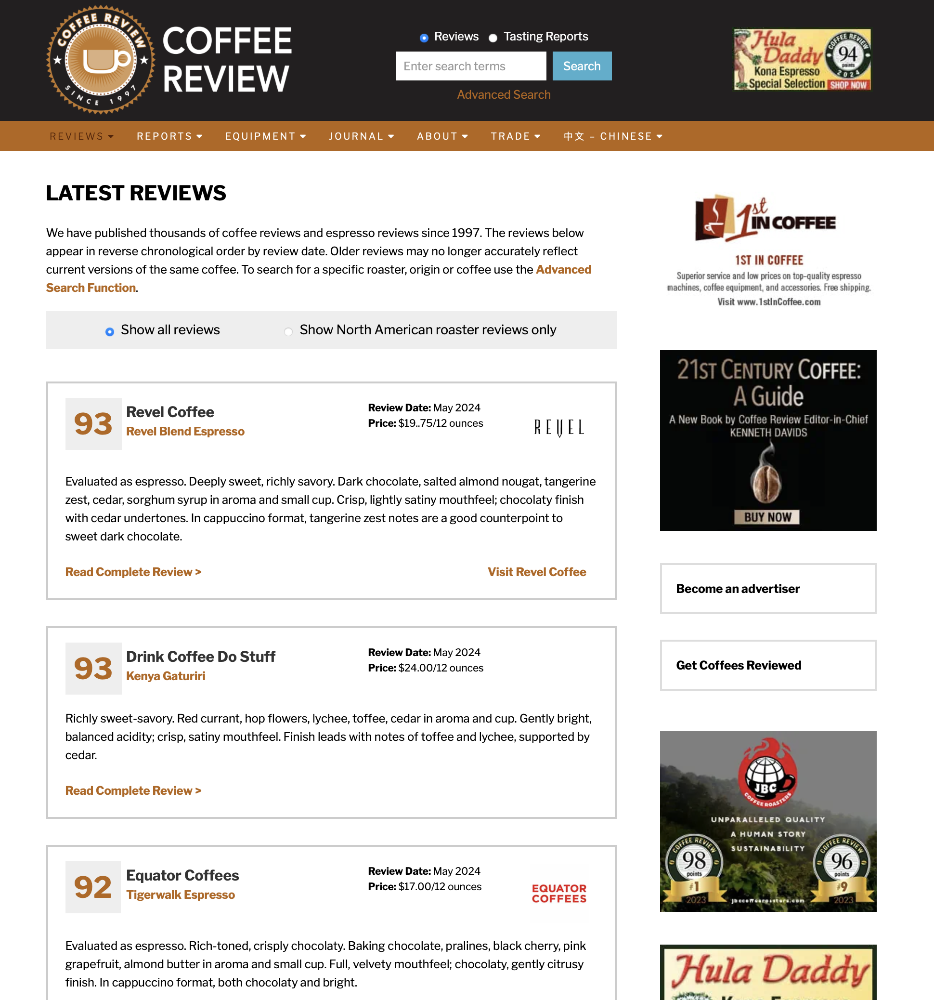 COFFEE REVIEW
SINCE 1997
COFFEE
REVIEW
Reviews Tasting Reports
Enter search terms Search
Advanced Search
Hula
Daddy
Kona Espresso
Special Selection
COFFEE REVIEW
94
points
2024
SHOP NOW
REVIEWS REPORTS EQUIPMENT JOURNAL ABOUT TRADE 中文 – CHINESE
LATEST REVIEWS
We have published thousands of coffee reviews and espresso reviews since 1997. The reviews below
appear in reverse chronological order by review date. Older reviews may no longer accurately reflect
current versions of the same coffee. To search for a specific roaster, origin or coffee use the Advanced
Search Function.
Show all reviews Show North American roaster reviews only
93
Revel Coffee
Revel Blend Espresso
Review Date: May 2024
Price: $19..75/12 ounces
REVEL
Evaluated as espresso. Deeply sweet, richly savory. Dark chocolate, salted almond nougat, tangerine
zest, cedar, sorghum syrup in aroma and small cup. Crisp, lightly satiny mouthfeel; chocolaty finish
with cedar undertones. In cappuccino format, tangerine zest notes are a good counterpoint to
sweet dark chocolate.
Read Complete Review > Visit Revel Coffee
93
Drink Coffee Do Stuff
Kenya Gaturiri
Review Date: May 2024
Price: $24.00/12 ounces
Richly sweet-savory. Red currant, hop flowers, lychee, toffee, cedar in aroma and cup. Gently bright,
balanced acidity; crisp, satiny mouthfeel. Finish leads with notes of toffee and lychee, supported by
cedar.
Read Complete Review >
92
Equator Coffees
Tigerwalk Espresso
Review Date: May 2024
Price: $17.00/12 ounces
EQUATOR
COFFEES
Evaluated as espresso. Rich-toned, crisply chocolaty. Baking chocolate, pralines, black cherry, pink
grapefruit, almond butter in aroma and small cup. Full, velvety mouthfeel; chocolaty, gently citrusy
finish. In cappuccino format, both chocolaty and bright.
1st
IN COFFEE
1ST IN COFFEE
Superior service and low prices on top-quality espresso
machines, coffee equipment, and accessories. Free shipping.
Visit www.1stInCoffee.com
21ST CENTURY COFFEE:
A Guide
A New Book by Coffee Review Editor-in-Chief
KENNETH DAVIDS
BUY NOW
Become an advertiser
Get Coffees Reviewed
JBC
COFFEE ROASTERS
UNPARALLELED QUALITY
A HUMAN STORY
SUSTAINABILITY
COFFEE REVIEW
98
points
#1
2023
COFFEE REVIEW
96
points
#9
2023
jbccoffeeroasters.com
Hula Daddy
Kona Espresso